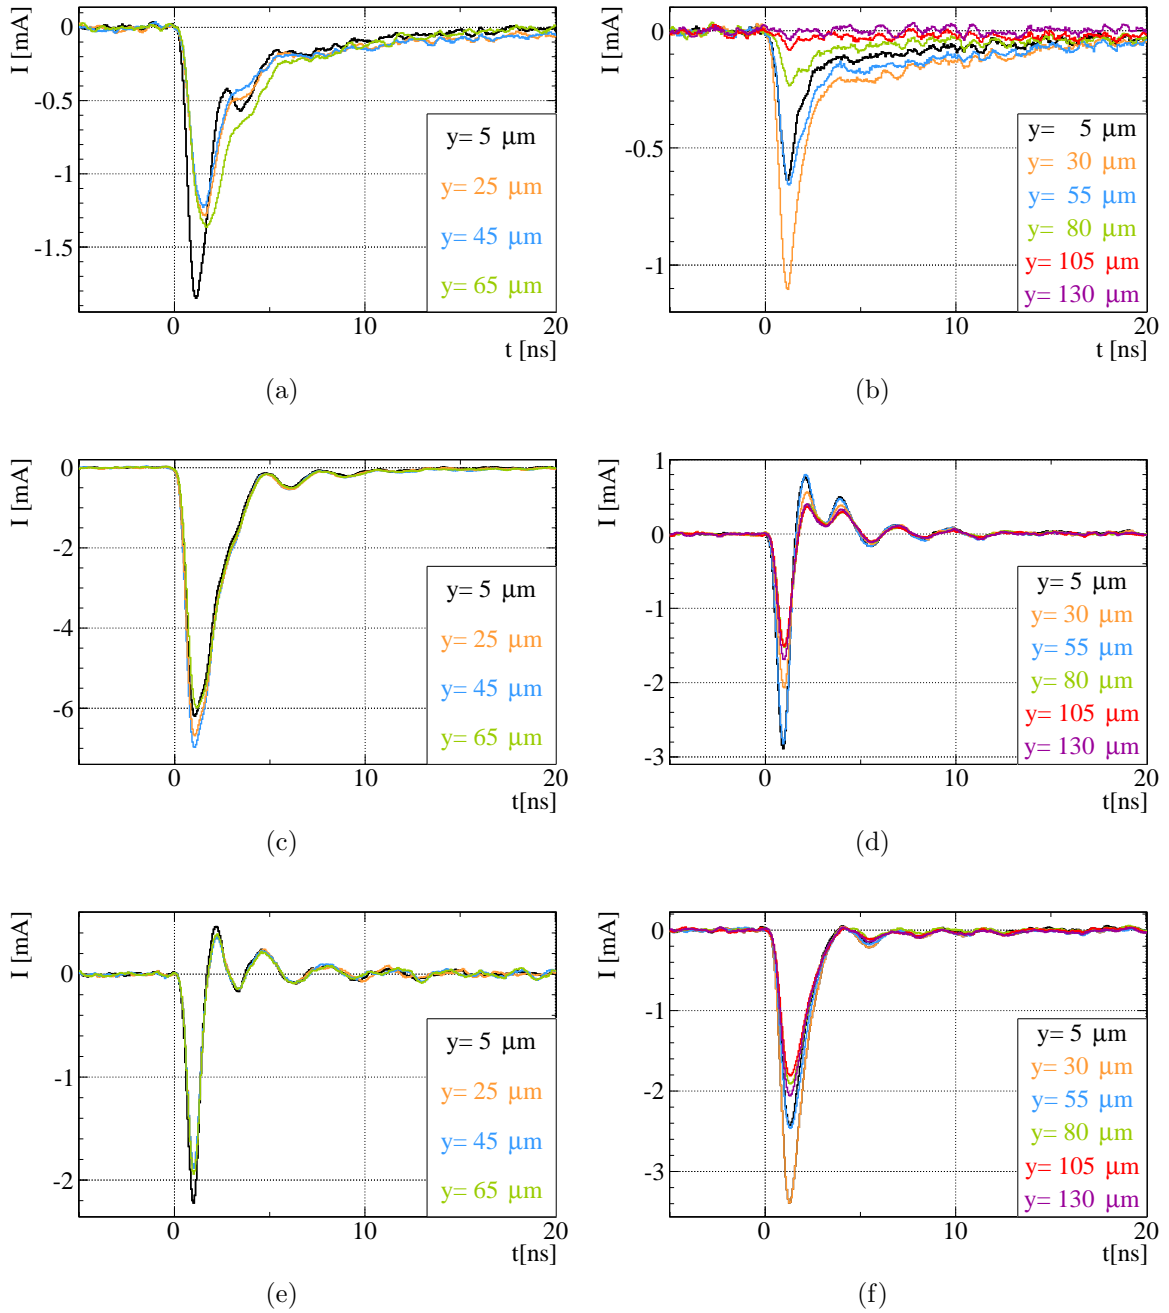 I [mA]
0
-0.5
-1
-1.5
y= 5 μm
y= 25 μm
y= 45 μm
y= 65 μm
0 10 20
t [ns]
(a)
I [mA]
0
-0.5
-1
y= 5 μm
y= 30 μm
y= 55 μm
y= 80 μm
y= 105 μm
y= 130 μm
0 10 20
t [ns]
(b)
I [mA]
0
-2
-4
-6
y= 5 μm
y= 25 μm
y= 45 μm
y= 65 μm
0 10 20
t[ns]
(c)
I [mA]
1
0
-1
-2
-3
y= 5 μm
y= 30 μm
y= 55 μm
y= 80 μm
y= 105 μm
y= 130 μm
0 10 20
t[ns]
(d)
I [mA]
0
-1
-2
y= 5 μm
y= 25 μm
y= 45 μm
y= 65 μm
0 10 20
t[ns]
(e)
I [mA]
0
-1
-2
-3
y= 5 μm
y= 30 μm
y= 55 μm
y= 80 μm
y= 105 μm
y= 130 μm
0 10 20
t[ns]
(f)